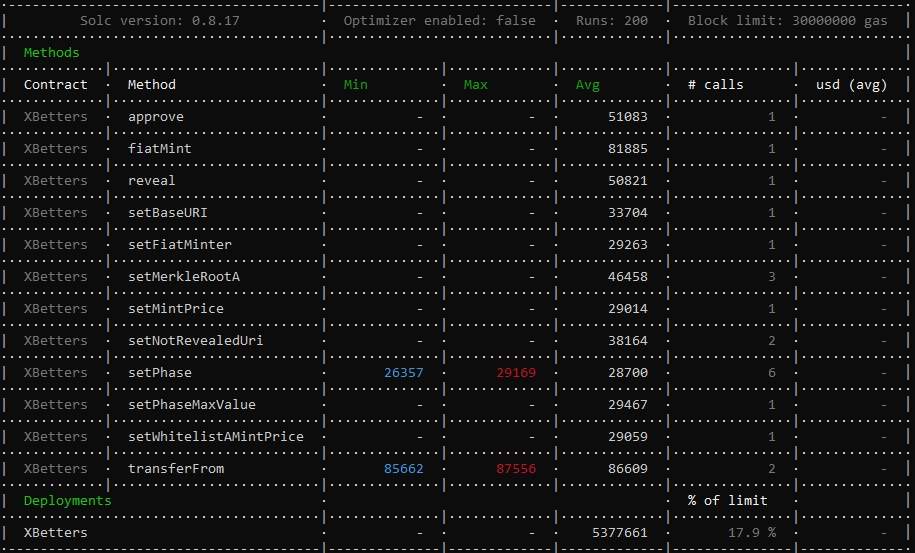 Solc version: 0.8.17 · Optimizer enabled: false · Runs: 200 · Block limit: 30000000 gas
Methods
Contract · Method · Min · Max · Avg · # calls · usd (avg)
XBetters · approve · - · - · 51083 · 1 · -
XBetters · fiatMint · - · - · 81885 · 1 · -
XBetters · reveal · - · - · 50821 · 1 · -
XBetters · setBaseURI · - · - · 33704 · 1 · -
XBetters · setFiatMinter · - · - · 29263 · 1 · -
XBetters · setMerkleRootA · - · - · 46458 · 3 · -
XBetters · setMintPrice · - · - · 29014 · 1 · -
XBetters · setNotRevealedUri · - · - · 38164 · 2 · -
XBetters · setPhase · 26357 · 29169 · 28700 · 6 · -
XBetters · setPhaseMaxValue · - · - · 29467 · 1 · -
XBetters · setWhitelistAMintPrice · - · - · 29059 · 1 · -
XBetters · transferFrom · 85662 · 87556 · 86609 · 2 · -
Deployments · · % of limit ·
XBetters · - · - · 5377661 · 17.9 % · -